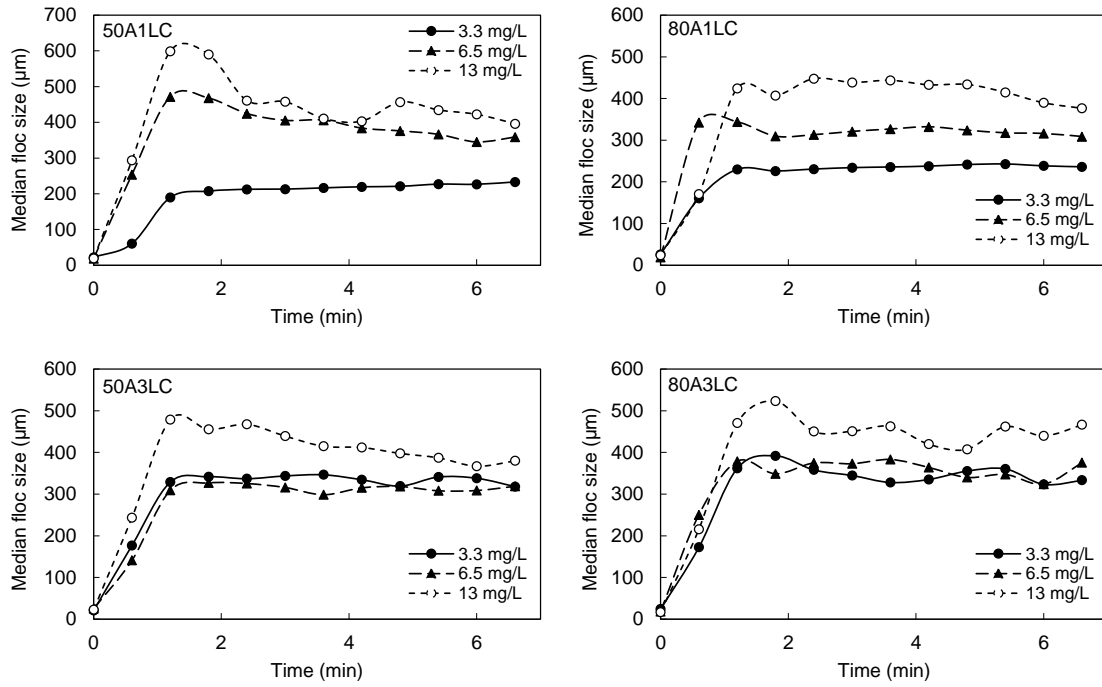 50A1LC
3.3 mg/L
6.5 mg/L
13 mg/L
Median floc size (µm)
700
600
500
400
300
200
100
0
0 2 4 6
Time (min)
80A1LC
3.3 mg/L
6.5 mg/L
13 mg/L
Median floc size (µm)
600
500
400
300
200
100
0
0 2 4 6
Time (min)
50A3LC
3.3 mg/L
6.5 mg/L
13 mg/L
Median floc size (µm)
600
500
400
300
200
100
0
0 2 4 6
Time (min)
80A3LC
3.3 mg/L
6.5 mg/L
13 mg/L
Median floc size (µm)
600
500
400
300
200
100
0
0 2 4 6
Time (min)